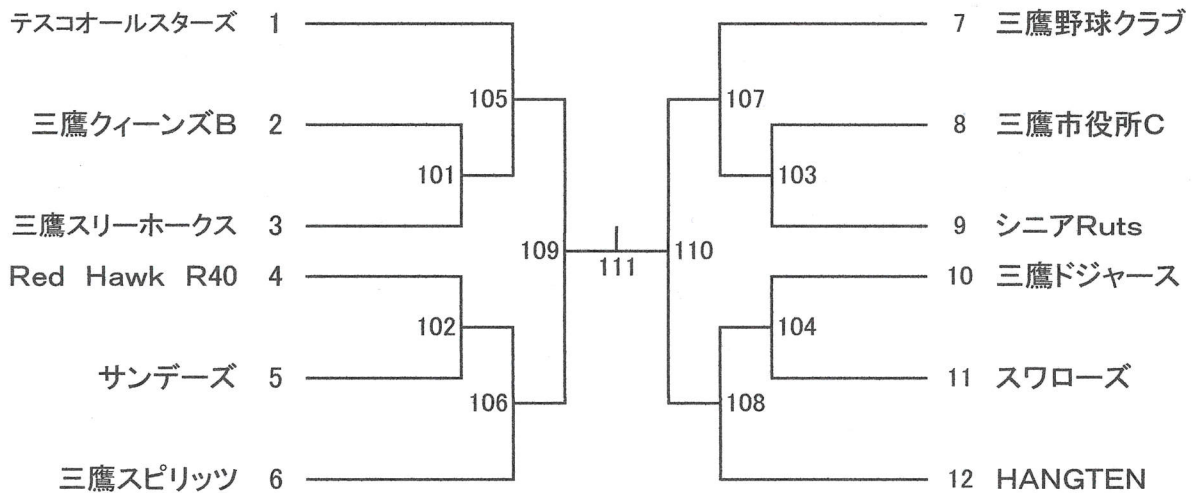 テスコオールスターズ 1
105
三鷹クィーンズB 2
101
三鷹スリーホークス 3
109
Red Hawk R40 4
102
サンデーズ 5
106
三鷹スピリッツ 6
111
7 三鷹野球クラブ
107
8 三鷹市役所C
103
9 シニアRuts
110
10 三鷹ドジャース
104
11 スワローズ
108
12 HANGTEN